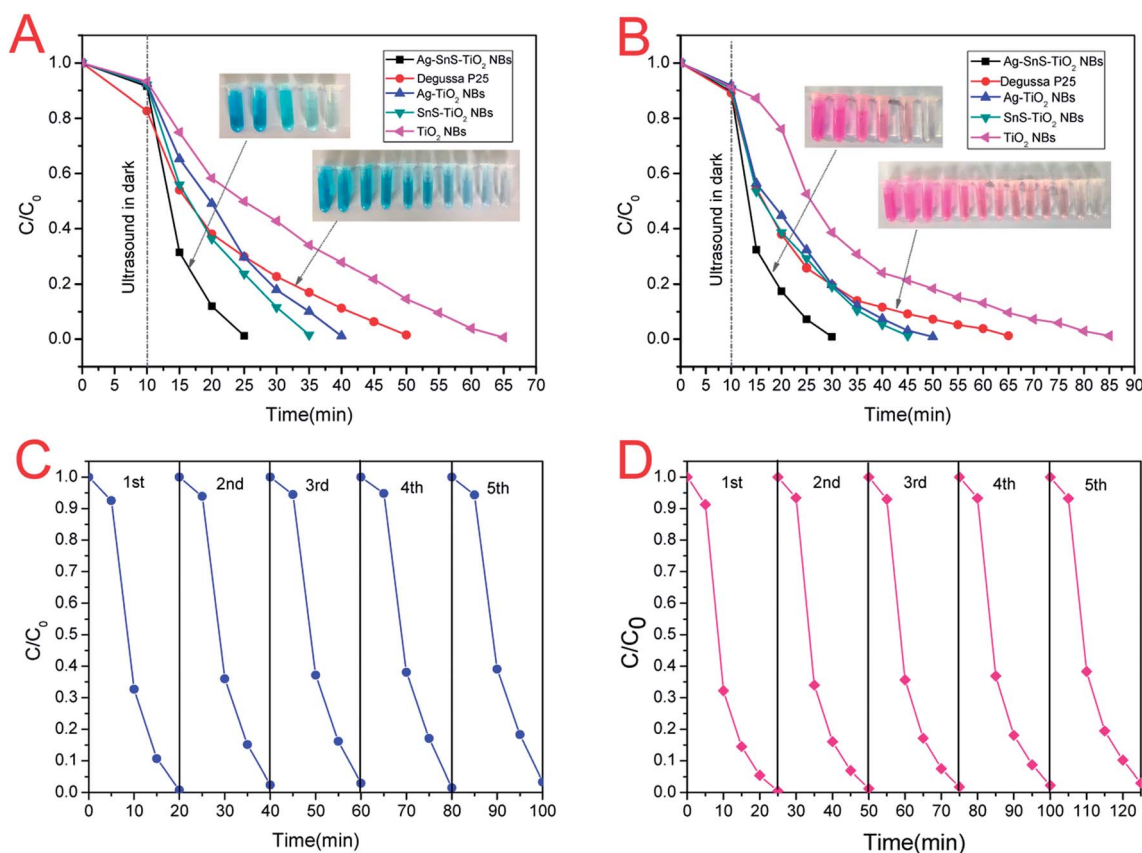 A
C/C₀
1.0
0.8
0.6
0.4
0.2
0.0
Ultrasound in dark
Ag-SnS-TiO₂ NBs
Degussa P25
Ag-TiO₂ NBs
SnS-TiO₂ NBs
TiO₂ NBs
0 10 15 20 25 30 35 40 45 50 55 60 65 70
Time(min)
B
C/C₀
1.0
0.8
0.6
0.4
0.2
0.0
Ultrasound in dark
Ag-SnS-TiO₂ NBs
Degussa P25
Ag-TiO₂ NBs
SnS-TiO₂ NBs
TiO₂ NBs
0 10 15 20 25 30 35 40 45 50 55 60 65 70 75 80 85 90
Time(min)
C
C/C₀
1.0
0.9
0.8
0.7
0.6
0.5
0.4
0.3
0.2
0.1
0.0
1st 2nd 3rd 4th 5th
0 10 20 30 40 50 60 70 80 90 100
Time(min)
D
C/C0
1.0
0.9
0.8
0.7
0.6
0.5
0.4
0.3
0.2
0.1
0.0
1st 2nd 3rd 4th 5th
0 10 20 30 40 50 60 70 80 90 100 110 120
Time(min)